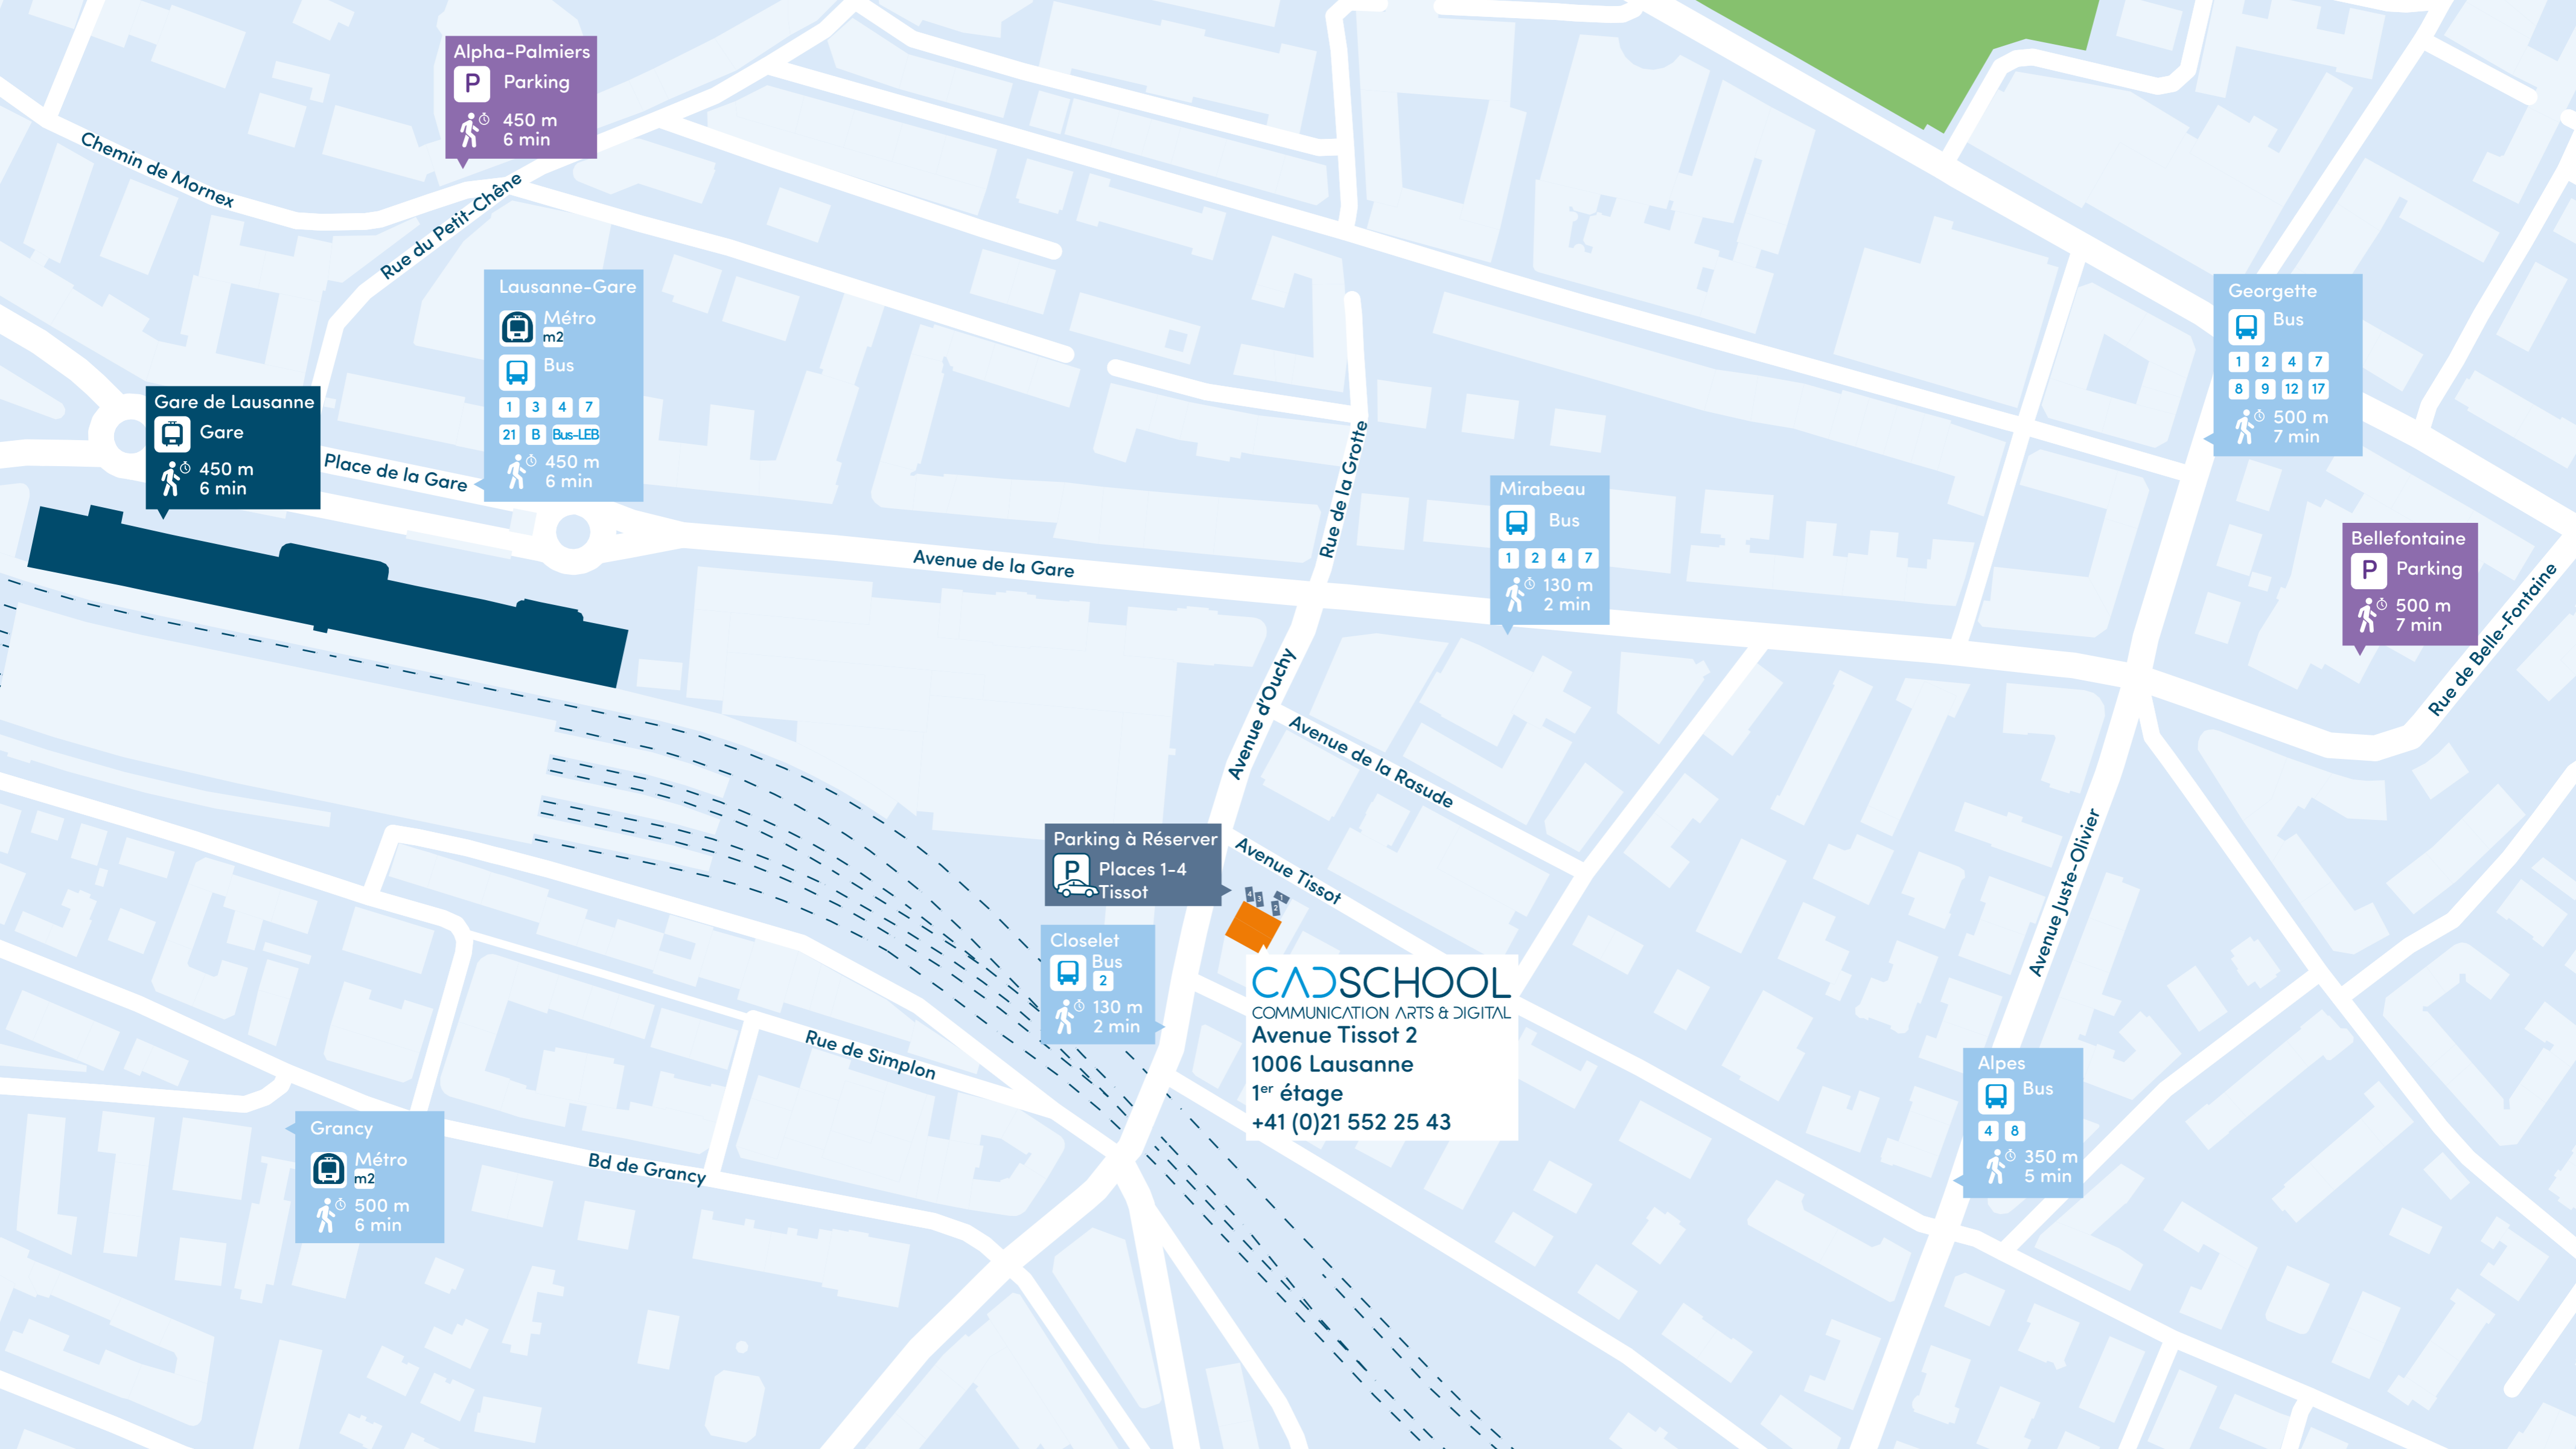 Alpha-Palmiers
P Parking
450 m
6 min
Chemin de Mornex
Rue du Petit-Chêne
Lausanne-Gare
Métro
m2
Bus
1 3 4 7
21 B Bus-LEB
450 m
6 min
Georgette
Bus
1 2 4 7
8 9 12 17
500 m
7 min
Gare de Lausanne
Gare
450 m
6 min
Place de la Gare
Rue de la Grotte
Mirabeau
Bus
1 2 4 7
130 m
2 min
Bellefontaine
P Parking
500 m
7 min
Rue de Belle-Fontaine
Avenue de la Gare
Avenue d'Ouchy
Avenue de la Rasude
Parking à Réserver
P Places 1-4
Tissot
Avenue Tissot
4 3 2 1
Avenue Juste-Olivier
Closelet
Bus
2
130 m
2 min
CADSCHOOL
COMMUNICATION ARTS & DIGITAL
Avenue Tissot 2
1006 Lausanne
1er étage
+41 (0)21 552 25 43
Rue de Simplon
Alpes
Bus
4 8
350 m
5 min
Grancy
Métro
m2
500 m
6 min
Bd de Grancy